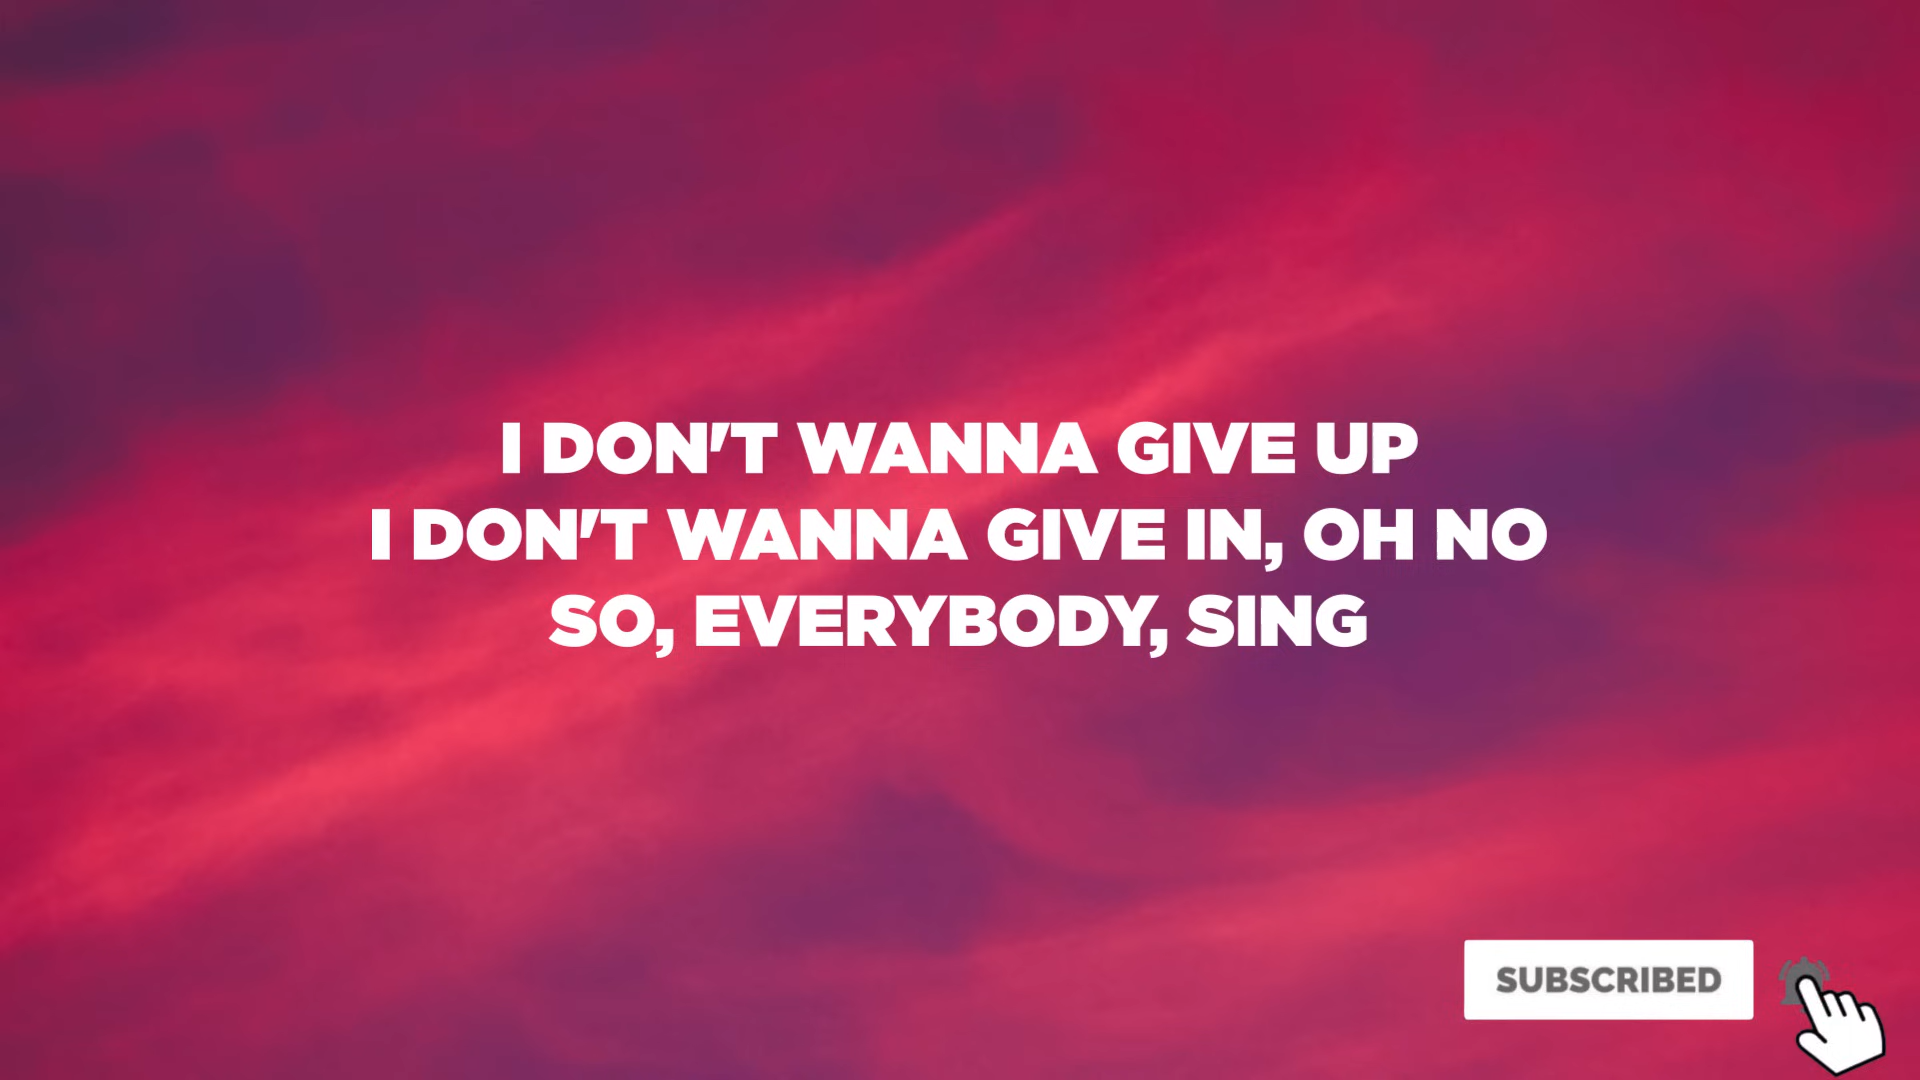 I DON'T WANNA GIVE UP
I DON'T WANNA GIVE IN, OH NO
SO, EVERYBODY, SING
SUBSCRIBED